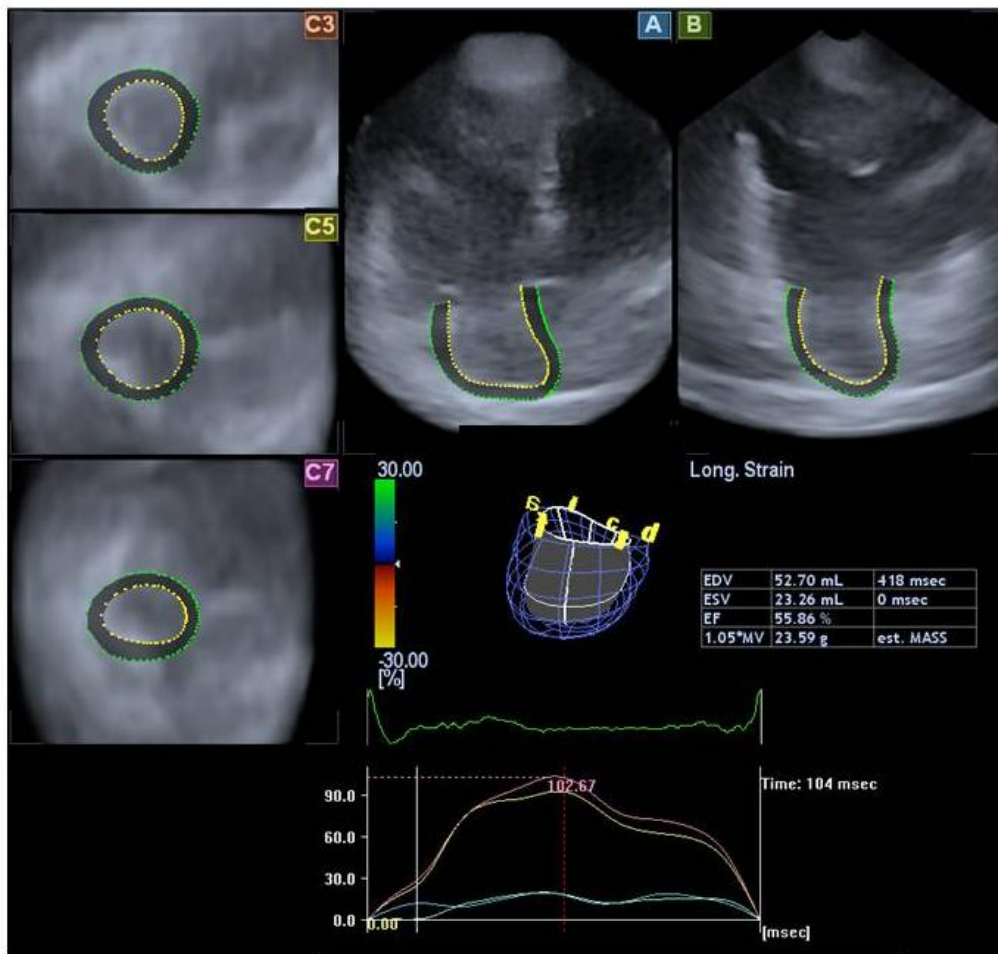 C3
A
B
C5
C7
30.00
-30.00
[%]
Long. Strain
EDV 52.70 mL 418 msec
ESV 23.26 mL 0 msec
EF 55.86 %
1.05*MV 23.59 g est. MASS
90.0
60.0
30.0
0.0
102.67
0.00
Time: 104 msec
[msec]